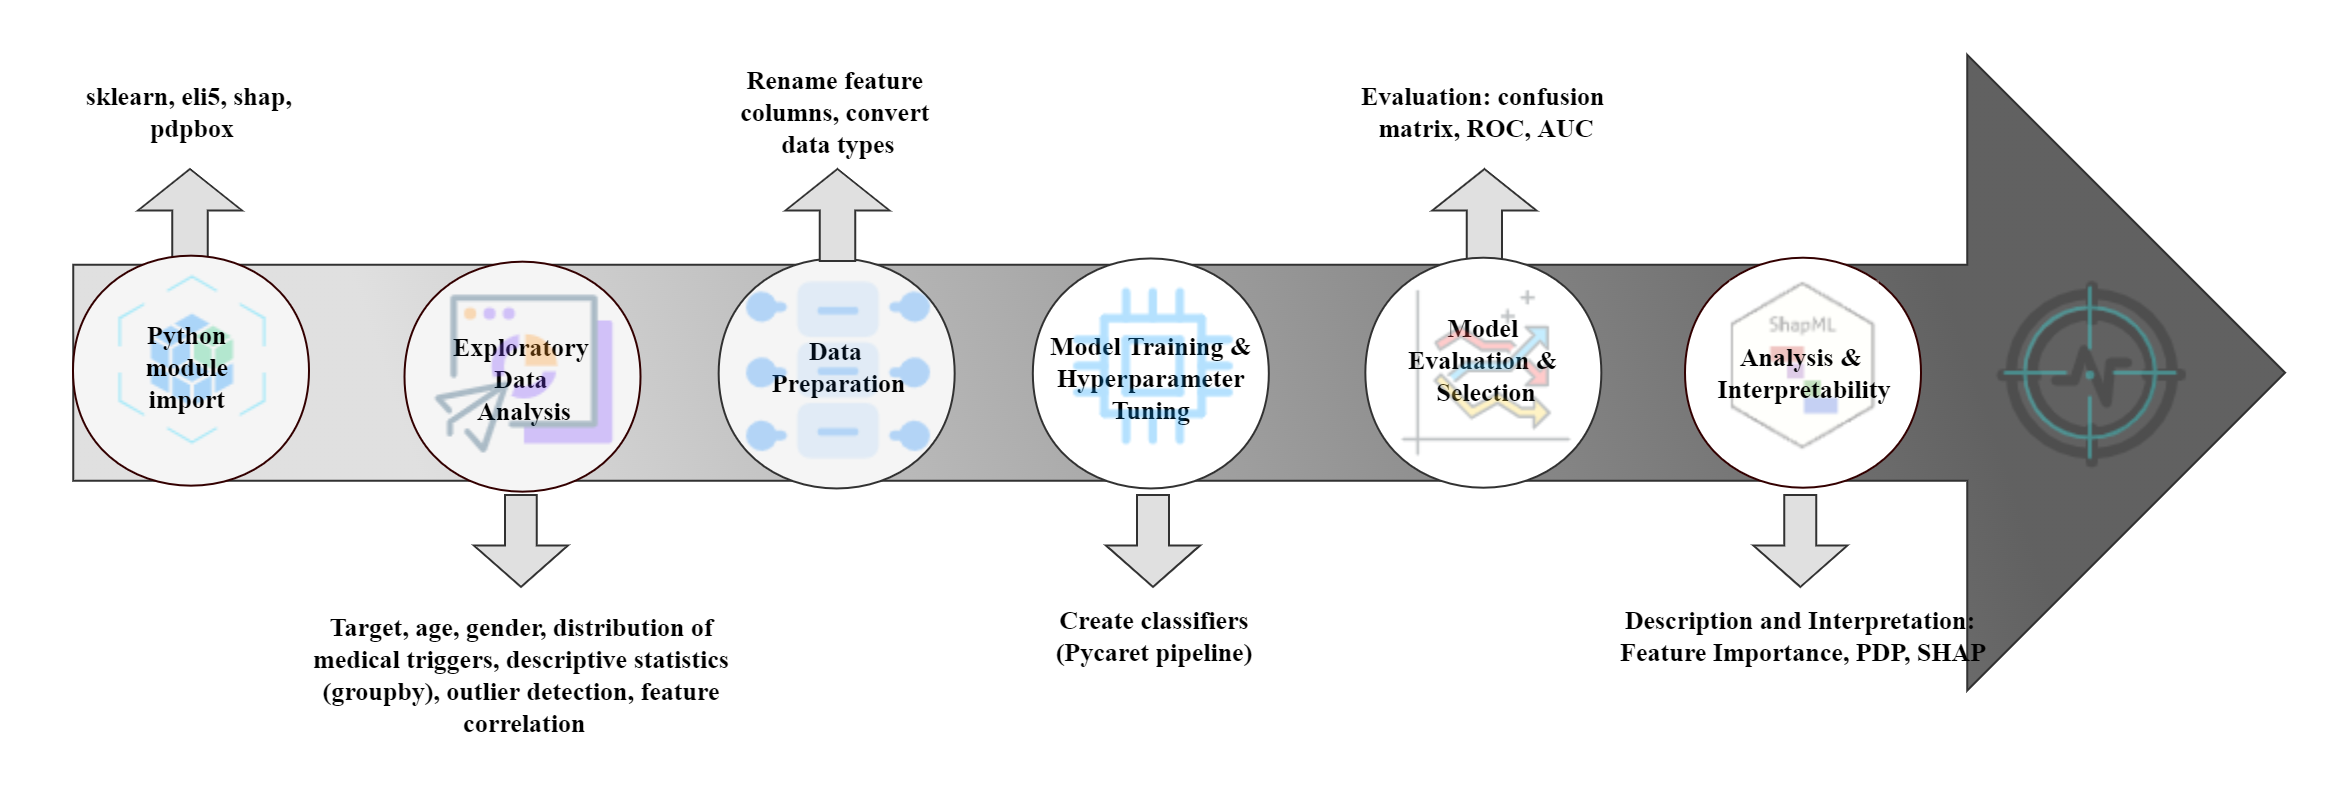 sklearn, eli5, shap,
pdpbox
Rename feature
columns, convert
data types
Evaluation: confusion
matrix, ROC, AUC
Python
module
import
Exploratory
Data
Analysis
Data
Preparation
Model Training &
Hyperparameter
Tuning
Model
Evaluation &
Selection
ShapML
Analysis &
Interpretability
Target, age, gender, distribution of
medical triggers, descriptive statistics
(groupby), outlier detection, feature
correlation
Create classifiers
(Pycaret pipeline)
Description and Interpretation:
Feature Importance, PDP, SHAP